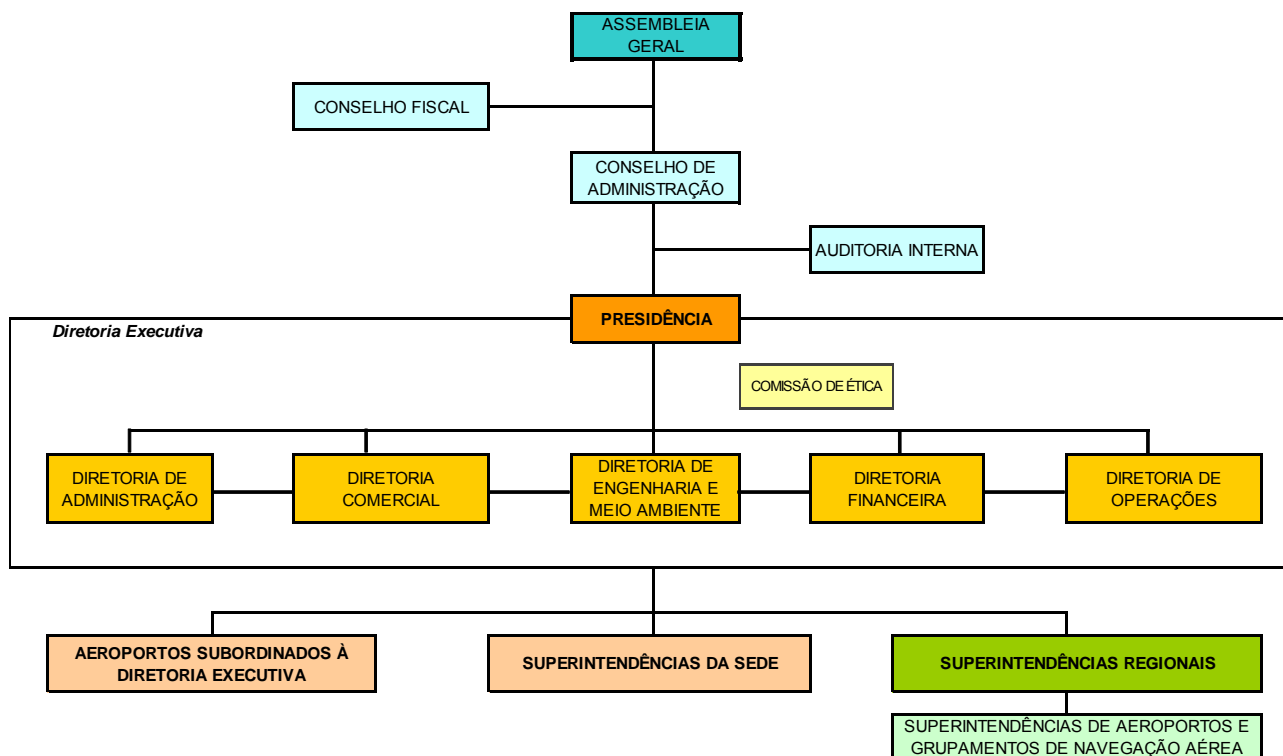 ASSEMBLEIA
GERAL
CONSELHO FISCAL
CONSELHO DE
ADMINISTRAÇÃO
AUDITORIA INTERNA
PRESIDÊNCIA
Diretoria Executiva
COMISSÃO DE ÉTICA
DIRETORIA DE
ADMINISTRAÇÃO
DIRETORIA
COMERCIAL
DIRETORIA DE
ENGENHARIA E
MEIO AMBIENTE
DIRETORIA
FINANCEIRA
DIRETORIA DE
OPERAÇÕES
AEROPORTOS SUBORDINADOS À
DIRETORIA EXECUTIVA
SUPERINTENDÊNCIAS DA SEDE
SUPERINTENDÊNCIAS REGIONAIS
SUPERINTENDÊNCIAS DE AEROPORTOS E
GRUPAMENTOS DE NAVEGAÇÃO AÉREA